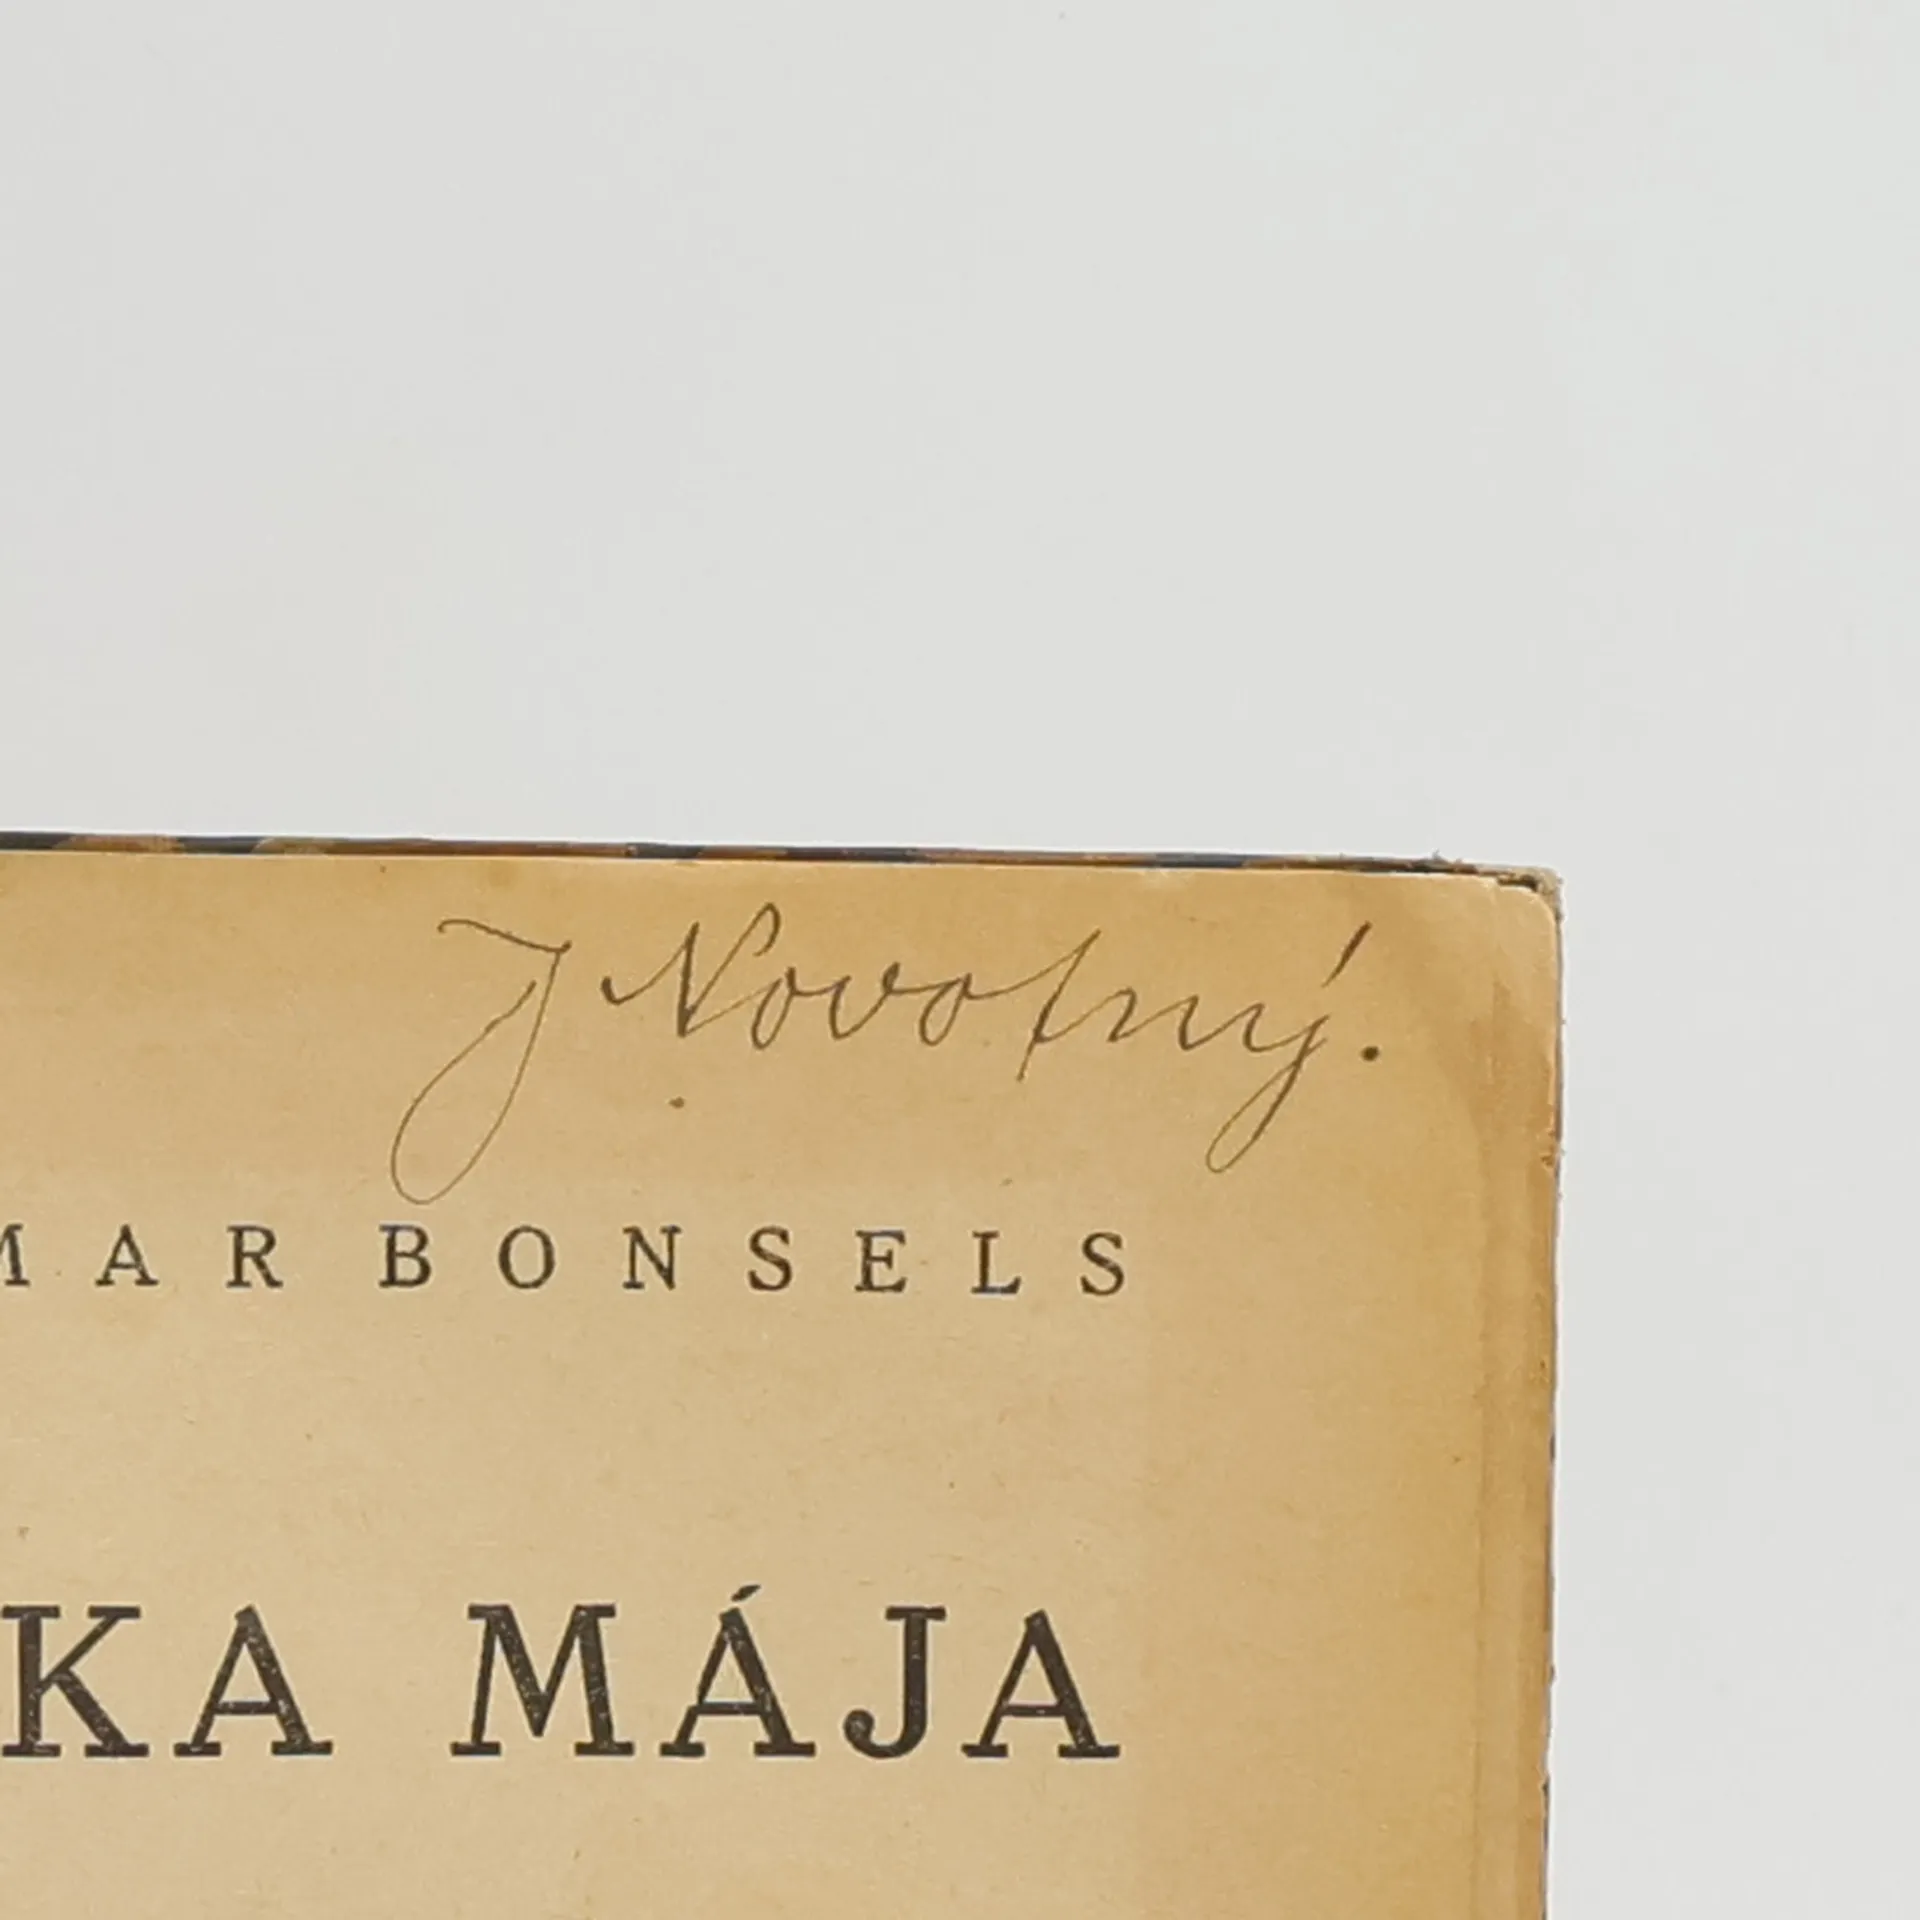 J Novotný.
MAR BONSELS
KA MÁJA